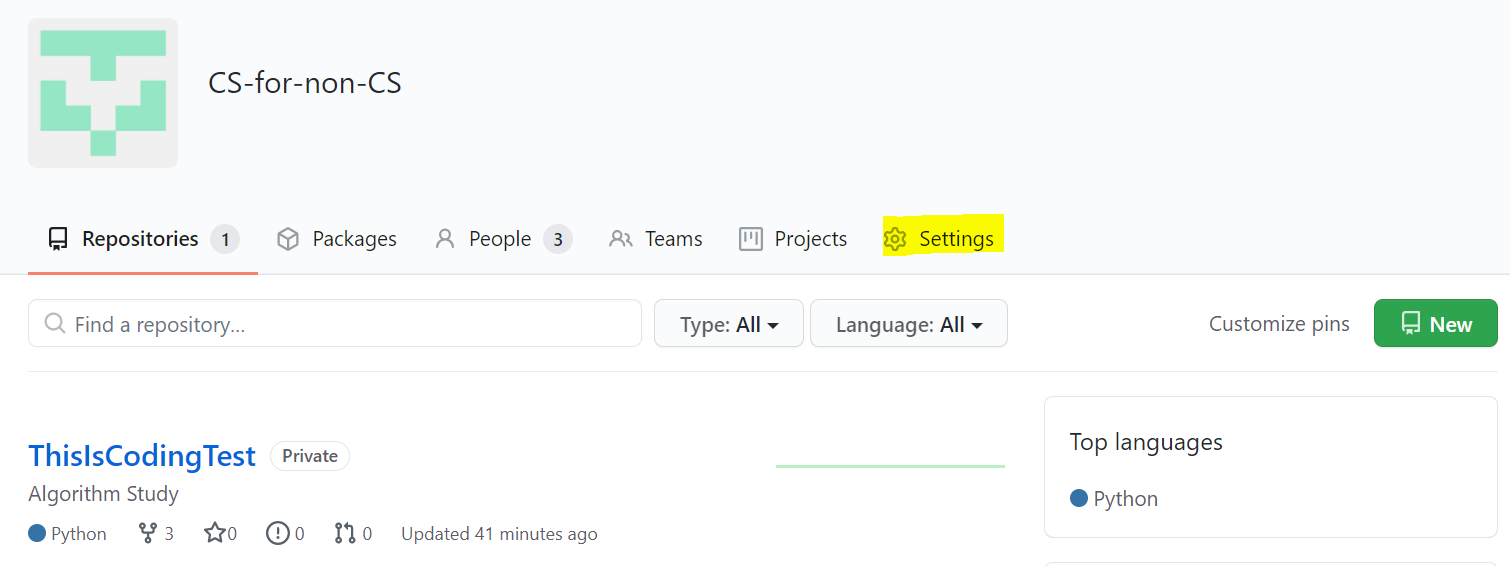 CS-for-non-CS
Repositories 1 Packages People 3 Teams Projects Settings
Find a repository... Type: All Language: All Customize pins New
ThisIsCodingTest Private
Top languages
Algorithm Study
Python
Python 3 0 0 0 Updated 41 minutes ago